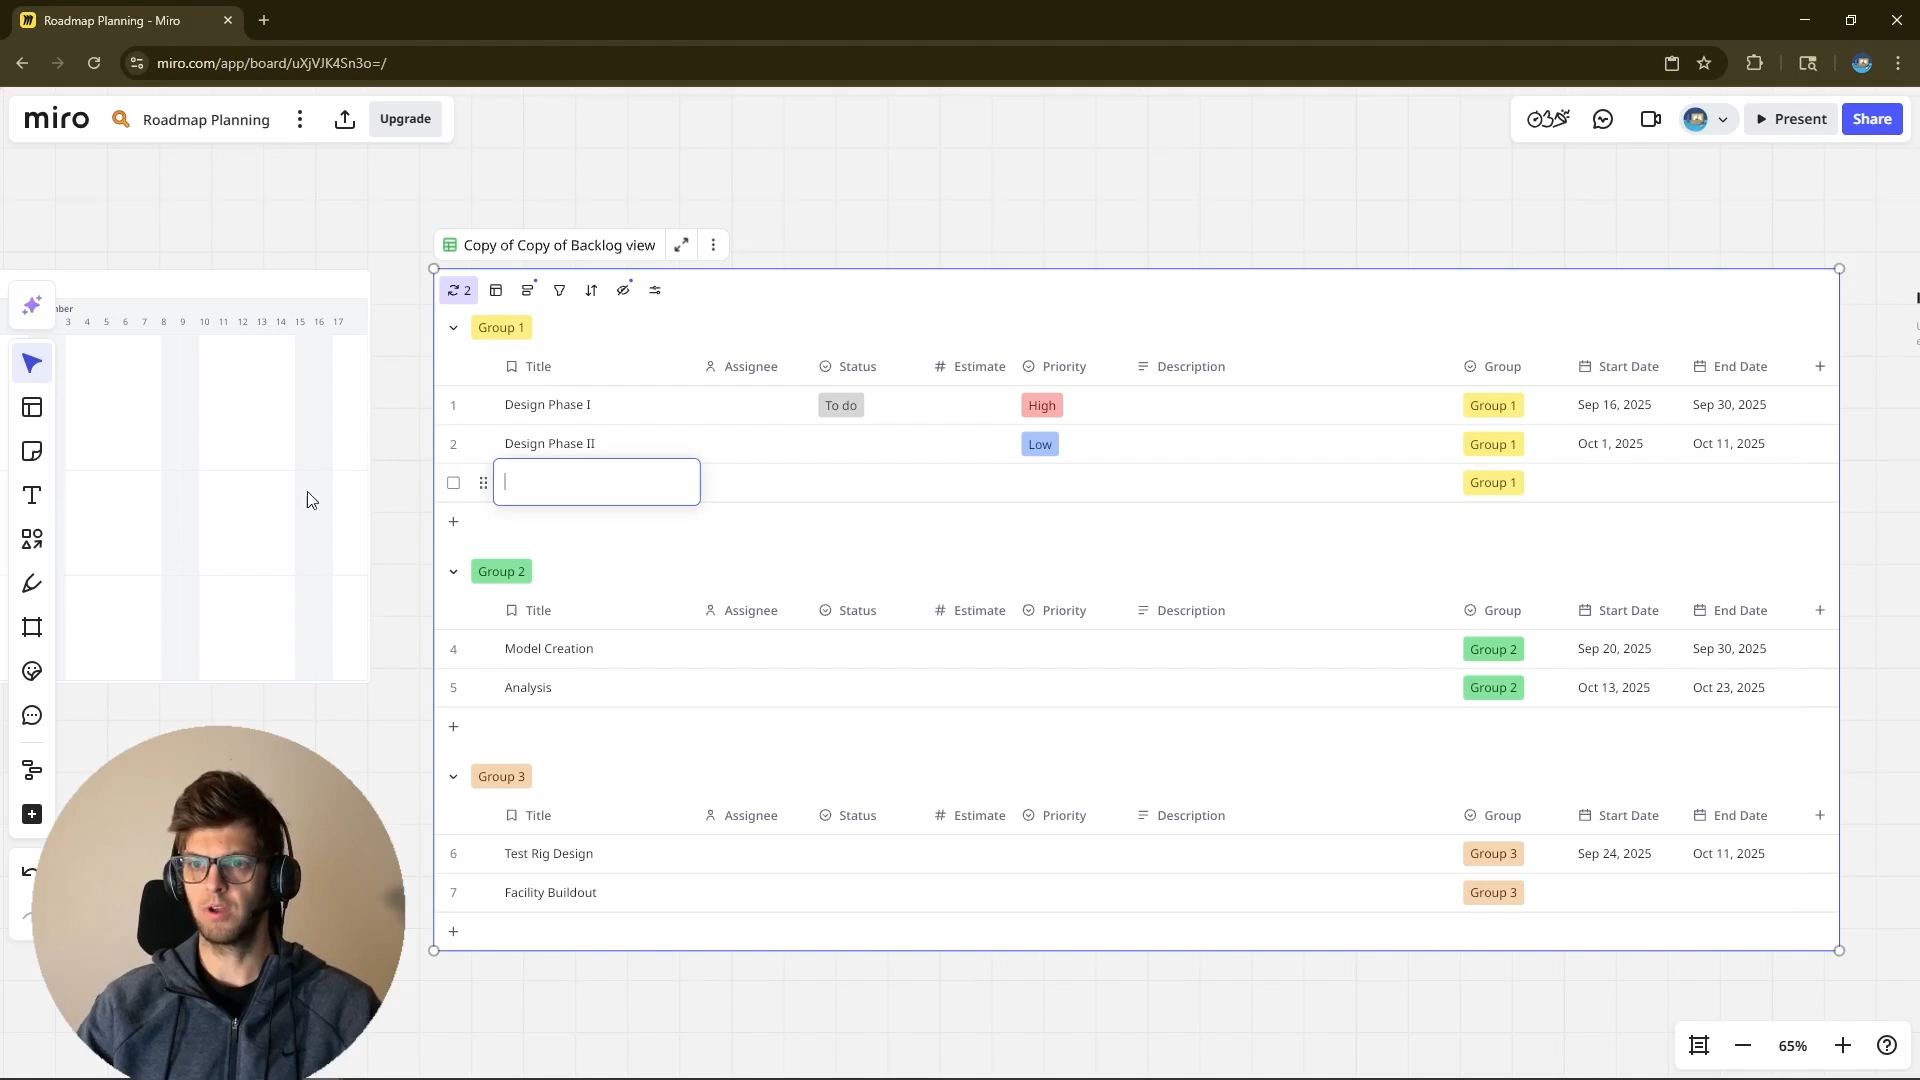 Roadmap Planning - Miro
miro.com/app/board/uXjVJK4Sn3o=/
miro
Roadmap Planning
Upgrade
Present
Share
Copy of Copy of Backlog view
2
3 4 5 6 7 8 9 10 11 12 13 14 15 16 17
Group 1
Title Assignee Status Estimate Priority Description Group Start Date End Date
1 Design Phase I To do High Group 1 Sep 16, 2025 Sep 30, 2025
2 Design Phase II Low Group 1 Oct 1, 2025 Oct 11, 2025
Group 1
Group 2
Title Assignee Status Estimate Priority Description Group Start Date End Date
4 Model Creation Group 2 Sep 20, 2025 Sep 30, 2025
5 Analysis Group 2 Oct 13, 2025 Oct 23, 2025
Group 3
Title Assignee Status Estimate Priority Description Group Start Date End Date
6 Test Rig Design Group 3 Sep 24, 2025 Oct 11, 2025
7 Facility Buildout Group 3
65%